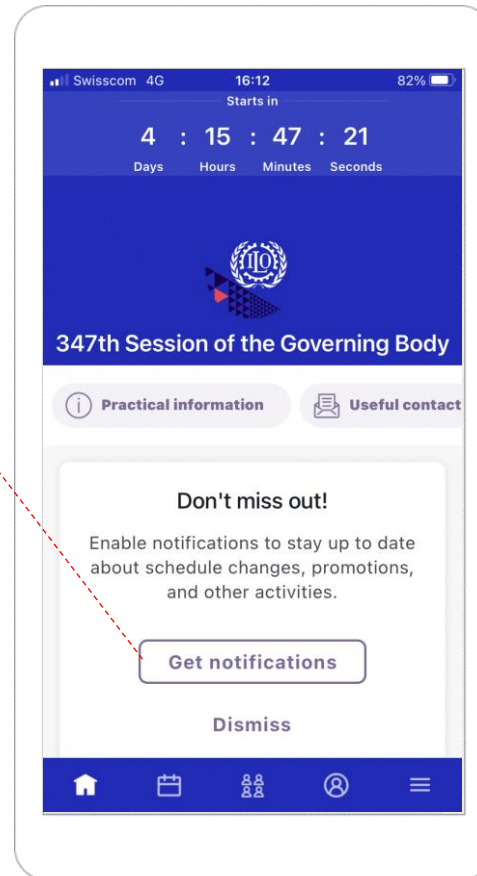 Swisscom 4G 16:12 82%
Starts in
4 : 15 : 47 : 21
Days Hours Minutes Seconds
ILO
347th Session of the Governing Body
Practical information Useful contact
Don't miss out!
Enable notifications to stay up to date
about schedule changes, promotions,
and other activities.
Get notifications
Dismiss